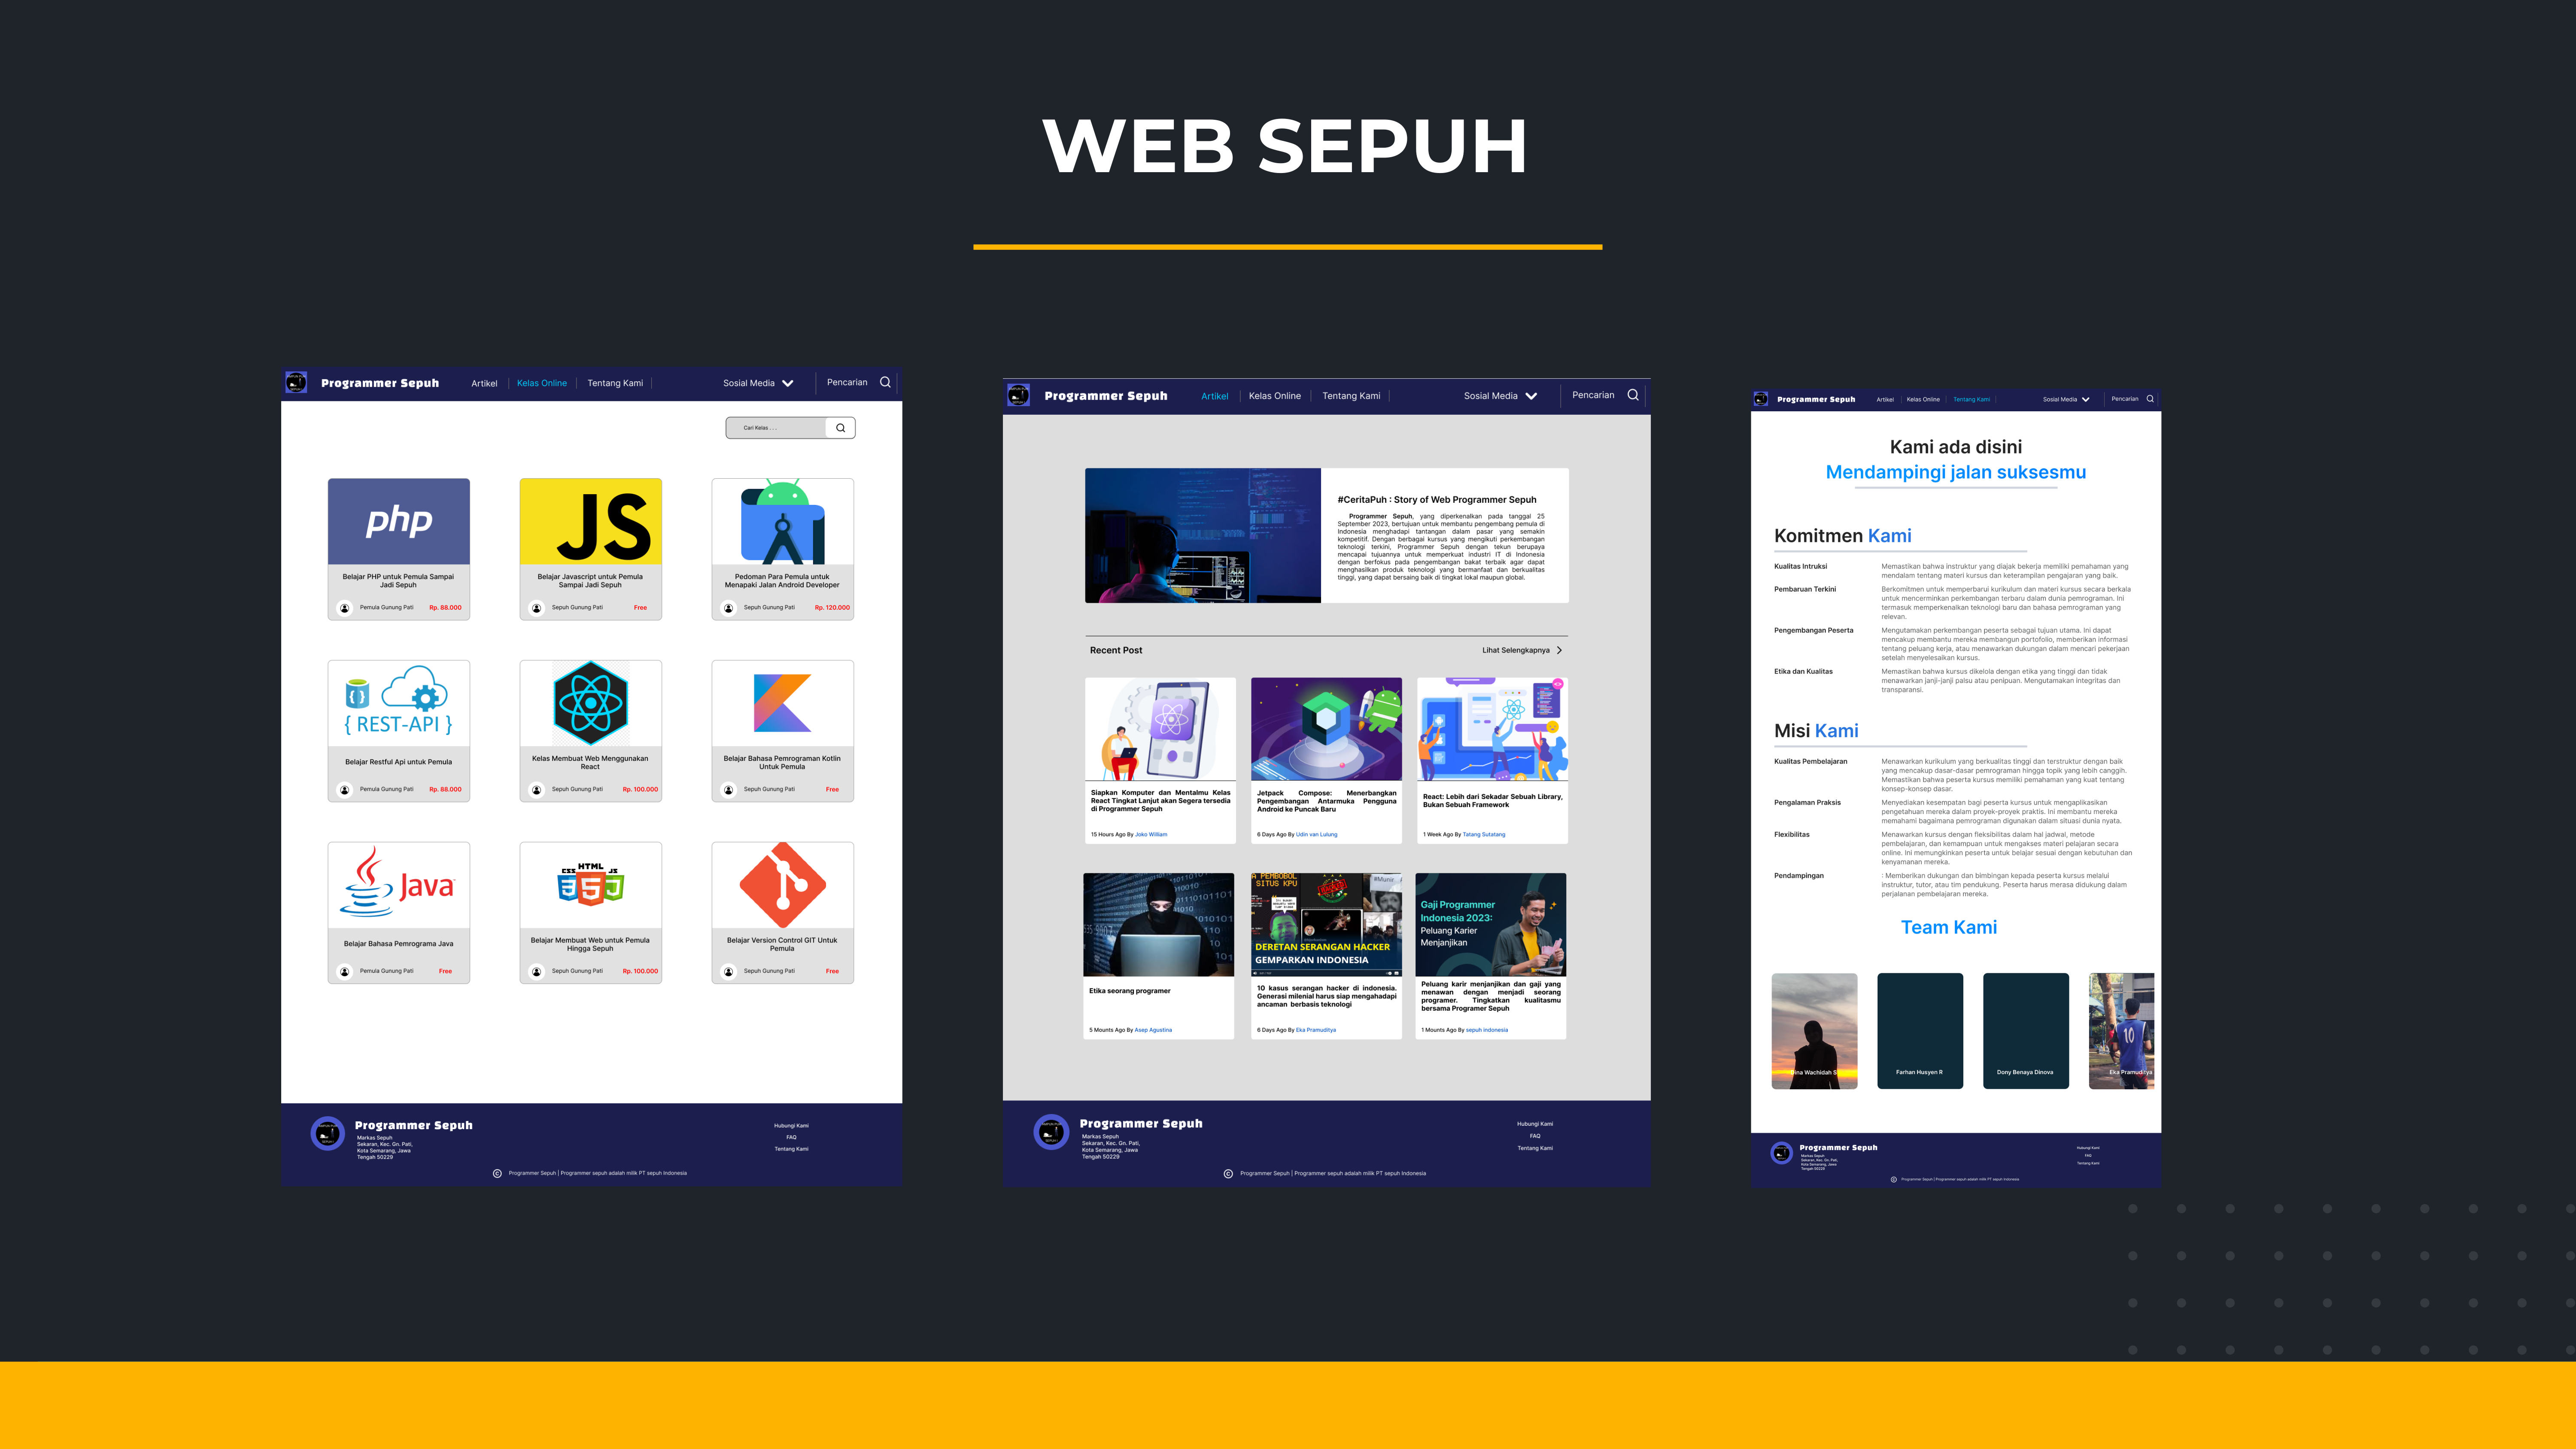 WEB SEPUH
Programmer Sepuh
Artikel
Kelas Online
Tentang Kami
Sosial Media
Pencarian
Cari Kelas . . .
php
Belajar PHP untuk Pemula Sampai
Jadi Sepuh
Pemula Gunung Pati
Rp. 88.000
JS
Belajar Javascript untuk Pemula
Sampai Jadi Sepuh
Sepuh Gunung Pati
Free
Pedoman Para Pemula untuk
Menapaki Jalan Android Developer
Sepuh Gunung Pati
Rp. 120.000
{ REST-API }
Belajar Restful Api untuk Pemula
Pemula Gunung Pati
Rp. 88.000
Kelas Membuat Web Menggunakan
React
Sepuh Gunung Pati
Rp. 100.000
Belajar Bahasa Pemrograman Kotlin
Untuk Pemula
Sepuh Gunung Pati
Free
Java
Belajar Bahasa Pemrograma Java
Pemula Gunung Pati
Free
HTML
CSS
JS
Belajar Membuat Web untuk Pemula
Hingga Sepuh
Sepuh Gunung Pati
Rp. 100.000
Belajar Version Control GIT Untuk
Pemula
Sepuh Gunung Pati
Free
Programmer Sepuh
Markas Sepuh
Sekaran, Kec. Gn. Pati,
Kota Semarang, Jawa
Tengah 50229
Hubungi Kami
FAQ
Tentang Kami
© Programmer Sepuh | Programmer sepuh adalah milik PT sepuh Indonesia
Programmer Sepuh
Artikel
Kelas Online
Tentang Kami
Sosial Media
Pencarian
#CeritaPuh : Story of Web Programmer Sepuh
Programmer Sepuh, yang diperkenalkan pada tanggal 25
September 2023, bertujuan untuk membantu pengembang pemula di
Indonesia menghadapi tantangan dalam pasar yang semakin
kompetitif. Dengan berbagai kursus yang mengikuti perkembangan
teknologi terkini, Programmer Sepuh dengan tekun berupaya
mencapai tujuannya untuk memperkuat industri IT di Indonesia
dengan berfokus pada pengembangan bakat terbaik agar dapat
menghasilkan produk teknologi yang bermanfaat dan berkualitas
tinggi, yang dapat bersaing baik di tingkat lokal maupun global.
Recent Post
Lihat Selengkapnya
Siapkan Komputer dan Mentalmu Kelas
React Tingkat Lanjut akan Segera tersedia
di Programmer Sepuh
15 Hours Ago By Joko William
Jetpack Compose: Menerbangkan
Pengembangan Antarmuka Pengguna
Android ke Puncak Baru
6 Days Ago By Udin van Lulung
React: Lebih dari Sekadar Sebuah Library,
Bukan Sebuah Framework
1 Week Ago By Tatang Sutatang
Etika seorang programer
5 Mounts Ago By Asep Agustina
A PEMBOBOL
SITUS KPU
#Munir
DERETAN SERANGAN HACKER
GEMPARKAN INDONESIA
10 kasus serangan hacker di indonesia.
Generasi milenial harus siap mengahadapi
ancaman berbasis teknologi
6 Days Ago By Eka Pramuditya
Gaji Programmer
Indonesia 2023:
Peluang Karier
Menjanjikan
Peluang karir menjanjikan dan gaji yang
menawan dengan menjadi seorang
programer. Tingkatkan kualitasmu
bersama Programer Sepuh
1 Mounts Ago By sepuh indonesia
Programmer Sepuh
Markas Sepuh
Sekaran, Kec. Gn. Pati,
Kota Semarang, Jawa
Tengah 50229
Hubungi Kami
FAQ
Tentang Kami
© Programmer Sepuh | Programmer sepuh adalah milik PT sepuh Indonesia
Programmer Sepuh
Artikel
Kelas Online
Tentang Kami
Sosial Media
Pencarian
Kami ada disini
Mendampingi jalan suksesmu
Komitmen Kami
Kualitas Intruksi
Memastikan bahwa instruktur yang diajak bekerja memiliki pemahaman yang
mendalam tentang materi kursus dan keterampilan pengajaran yang baik.
Pembaruan Terkini
Berkomitmen untuk memperbarui kurikulum dan materi kursus secara berkala
untuk mencerminkan perkembangan terbaru dalam dunia pemrograman. Ini
termasuk memperkenalkan teknologi baru dan bahasa pemrograman yang
relevan.
Pengembangan Peserta
Mengutamakan perkembangan peserta sebagai tujuan utama. Ini dapat
mencakup membantu mereka membangun portofolio, memberikan informasi
tentang peluang kerja, atau menawarkan dukungan dalam mencari pekerjaan
setelah menyelesaikan kursus.
Etika dan Kualitas
Memastikan bahwa kursus dikelola dengan etika yang tinggi dan tidak
menawarkan janji-janji palsu atau penipuan. Mengutamakan integritas dan
transparansi.
Misi Kami
Kualitas Pembelajaran
Menawarkan kurikulum yang berkualitas tinggi dan terstruktur dengan baik
yang mencakup dasar-dasar pemrograman hingga topik yang lebih canggih.
Memastikan bahwa peserta kursus memiliki pemahaman yang kuat tentang
konsep-konsep dasar.
Pengalaman Praksis
Menyediakan kesempatan bagi peserta kursus untuk mengaplikasikan
pengetahuan mereka dalam proyek-proyek praktis. Ini membantu mereka
memahami bagaimana pemrograman digunakan dalam situasi dunia nyata.
Flexibilitas
Menawarkan kursus dengan fleksibilitas dalam hal jadwal, metode
pembelajaran, dan kemampuan untuk mengakses materi pelajaran secara
online. Ini memungkinkan peserta untuk belajar sesuai dengan kebutuhan dan
kenyamanan mereka.
Pendampingan
: Memberikan dukungan dan bimbingan kepada peserta kursus melalui
instruktur, tutor, atau tim pendukung. Peserta harus merasa didukung dalam
perjalanan pembelajaran mereka.
Team Kami
Wachidah S
Farhan Husyen R
Dony Benaya Dinova
10
Eka Pramuditya
Programmer Sepuh
Markas Sepuh
Sekaran, Kec. Gn. Pati,
Kota Semarang, Jawa
Tengah 50229
Hubungi Kami
FAQ
Tentang Kami
© Programmer Sepuh | Programmer sepuh adalah milik PT sepuh Indonesia